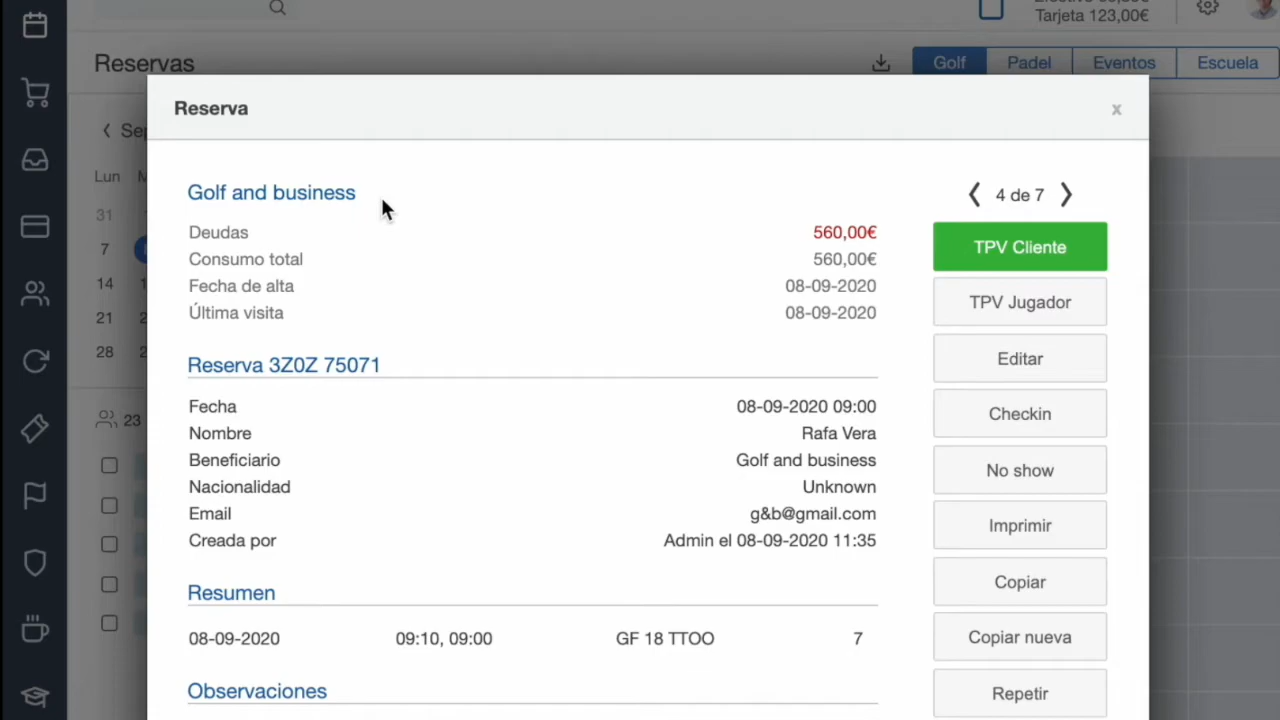 Tarjeta 123,00€
Reservas
Golf
Padel
Eventos
Escuela
Reserva
x
Sep
Lun
31
7
14
21
28
23
Golf and business
4 de 7
Deudas 560,00€
Consumo total 560,00€
Fecha de alta 08-09-2020
Última visita 08-09-2020
TPV Cliente
TPV Jugador
Editar
Checkin
No show
Imprimir
Copiar
Copiar nueva
Repetir
Reserva 3Z0Z 75071
Fecha 08-09-2020 09:00
Nombre Rafa Vera
Beneficiario Golf and business
Nacionalidad Unknown
Email g&b@gmail.com
Creada por Admin el 08-09-2020 11:35
Resumen
08-09-2020 09:10, 09:00 GF 18 TTOO 7
Observaciones